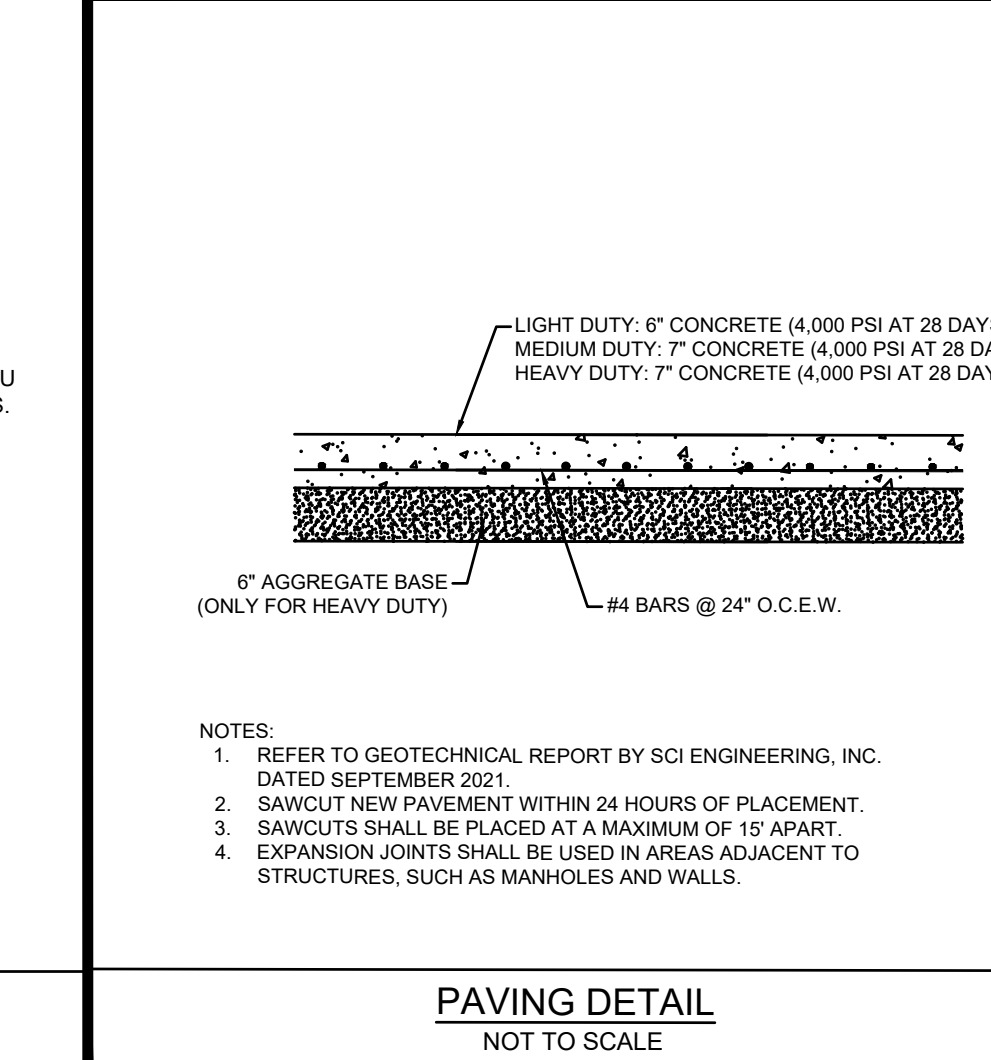 U
S.
LIGHT DUTY: 6" CONCRETE (4,000 PSI AT 28 DAYS
MEDIUM DUTY: 7" CONCRETE (4,000 PSI AT 28 DA
HEAVY DUTY: 7" CONCRETE (4,000 PSI AT 28 DAY
6" AGGREGATE BASE
(ONLY FOR HEAVY DUTY)
#4 BARS @ 24" O.C.E.W.
NOTES:
1. REFER TO GEOTECHNICAL REPORT BY SCI ENGINEERING, INC.
DATED SEPTEMBER 2021.
2. SAWCUT NEW PAVEMENT WITHIN 24 HOURS OF PLACEMENT.
3. SAWCUTS SHALL BE PLACED AT A MAXIMUM OF 15' APART.
4. EXPANSION JOINTS SHALL BE USED IN AREAS ADJACENT TO
STRUCTURES, SUCH AS MANHOLES AND WALLS.
PAVING DETAIL
NOT TO SCALE